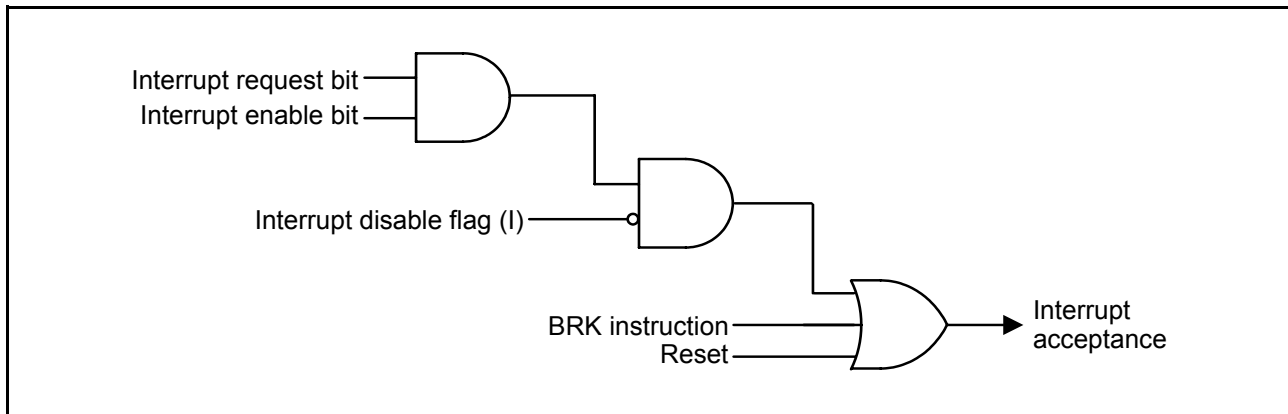 Interrupt request bit
Interrupt enable bit
Interrupt disable flag (I)
BRK instruction
Reset
Interrupt
acceptance